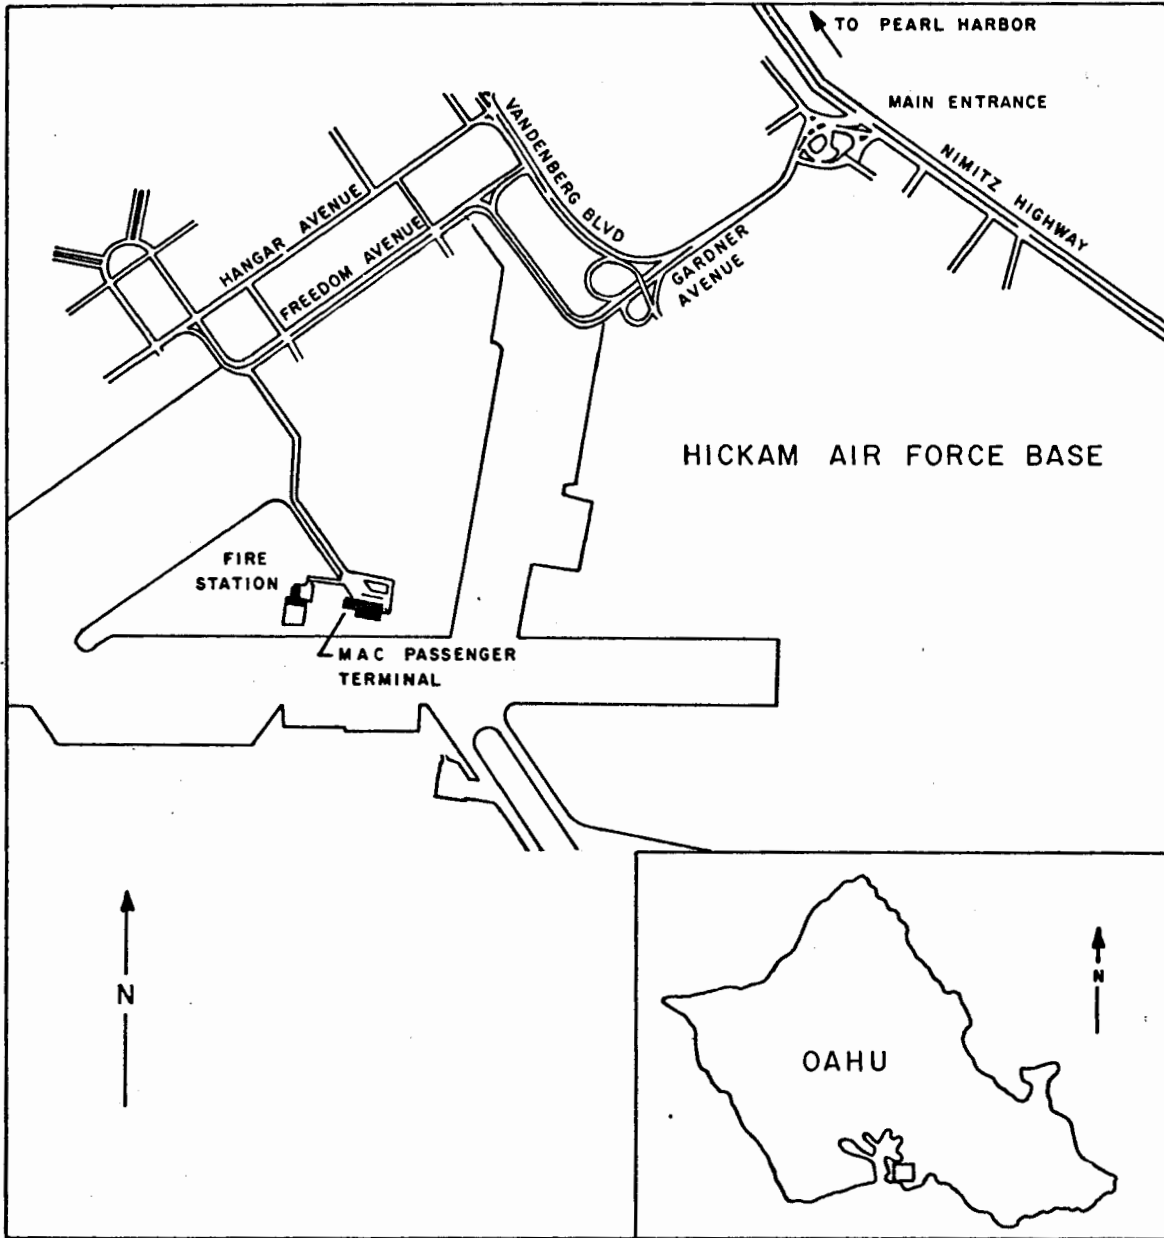 TO PEARL HARBOR
MAIN ENTRANCE
VANDENBERG BLVD
NIMITZ HIGHWAY
HANGAR AVENUE
FREEDOM AVENUE
GARDNER
AVENUE
HICKAM AIR FORCE BASE
FIRE
STATION
MAC PASSENGER
TERMINAL
N
N
OAHU